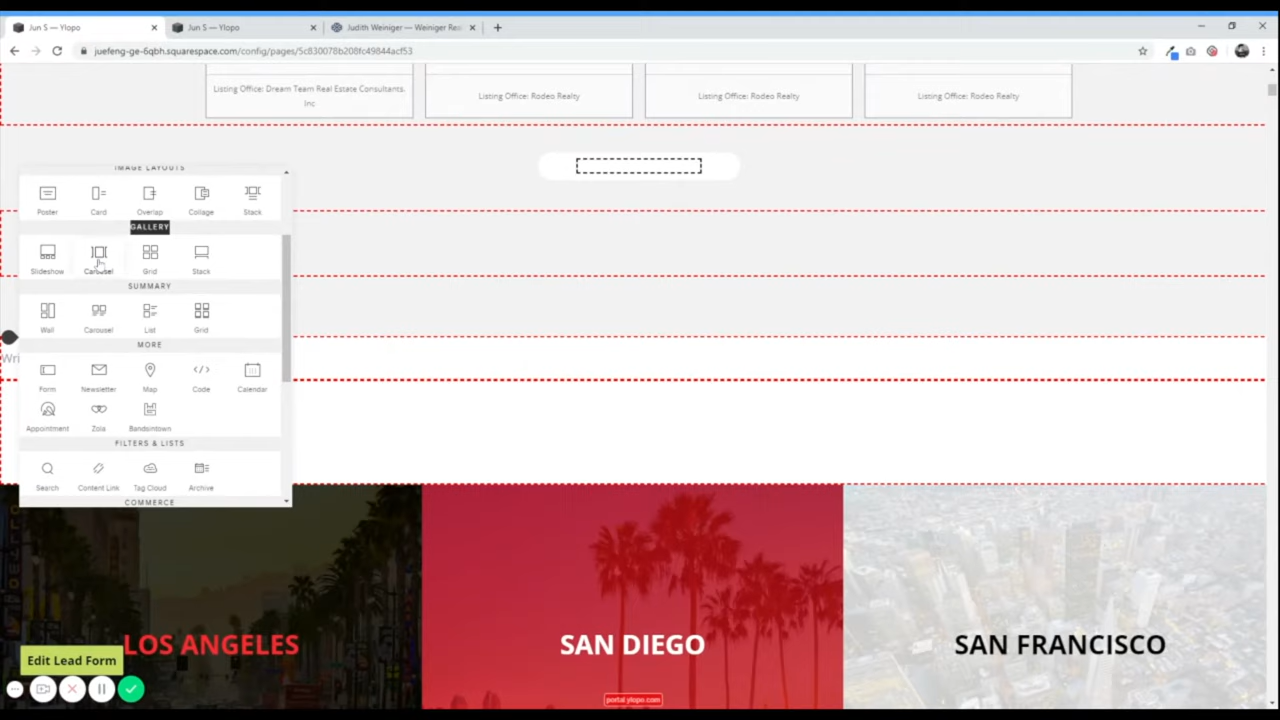 Jun S — Ylopo
Jun S — Ylopo
Judith Weiniger — Weiniger Rea
juefeng-ge-6qbh.squarespace.com/config/pages/5c830078b208fc49844acf53
Listing Office: Dream Team Real Estate Consultants,
Inc
Listing Office: Rodeo Realty
Listing Office: Rodeo Realty
Listing Office: Rodeo Realty
IMAGE LAYOUTS
Poster
Card
Overlap
Collage
Stack
GALLERY
Slideshow
Carousel
Grid
Stack
SUMMARY
Wall
Carousel
List
Grid
MORE
Form
Newsletter
Map
Code
Calendar
Appointment
Zola
Bandsintown
FILTERS & LISTS
Search
Content Link
Tag Cloud
Archive
COMMERCE
Wri
LOS ANGELES
SAN DIEGO
SAN FRANCISCO
Edit Lead Form
portal.ylopo.com